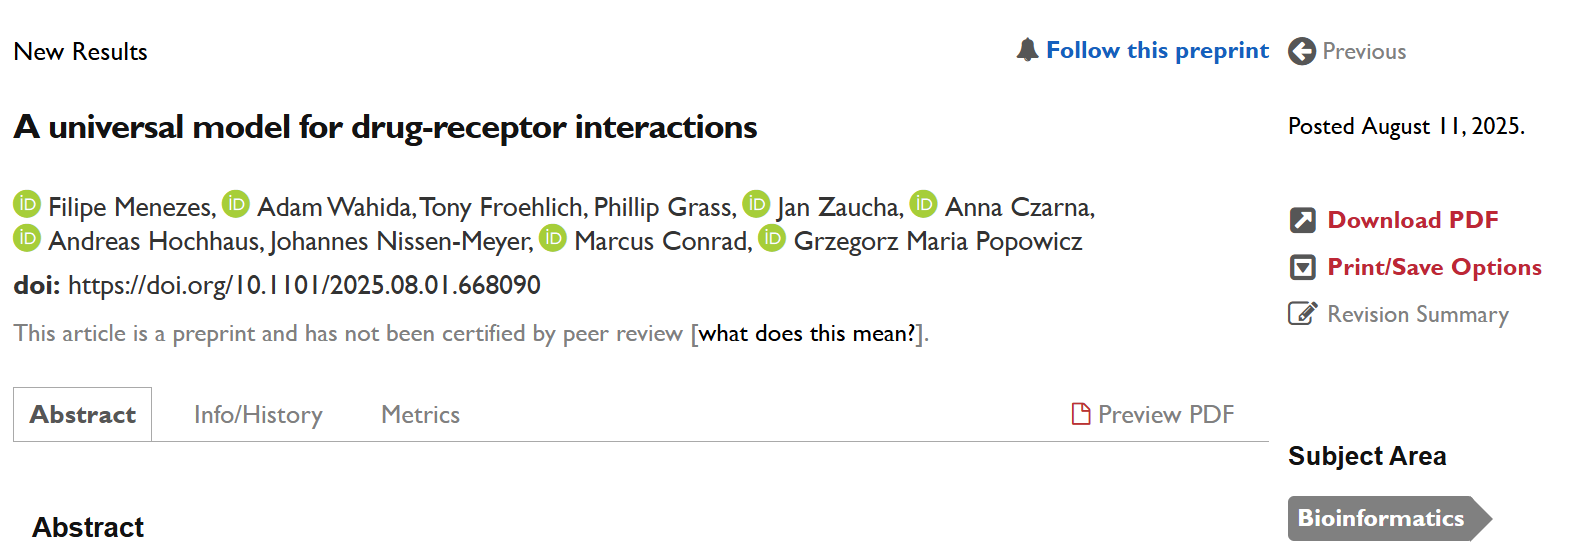 New Results
Follow this preprint
Previous
A universal model for drug-receptor interactions
Posted August 11, 2025.
iD Filipe Menezes, iD Adam Wahida, Tony Froehlich, Phillip Grass, iD Jan Zaucha, iD Anna Czarna,
iD Andreas Hochhaus, Johannes Nissen-Meyer, iD Marcus Conrad, iD Grzegorz Maria Popowicz
doi: https://doi.org/10.1101/2025.08.01.668090
This article is a preprint and has not been certified by peer review [what does this mean?].
Download PDF
Print/Save Options
Revision Summary
Abstract
Info/History
Metrics
Preview PDF
Subject Area
Bioinformatics
Abstract